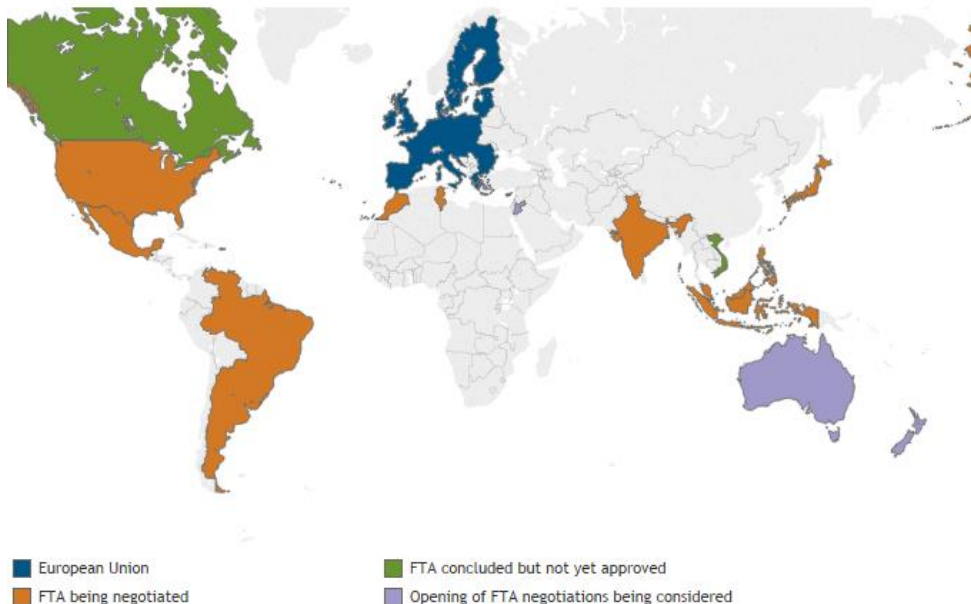 European Union
FTA concluded but not yet approved
FTA being negotiated
Opening of FTA negotiations being considered